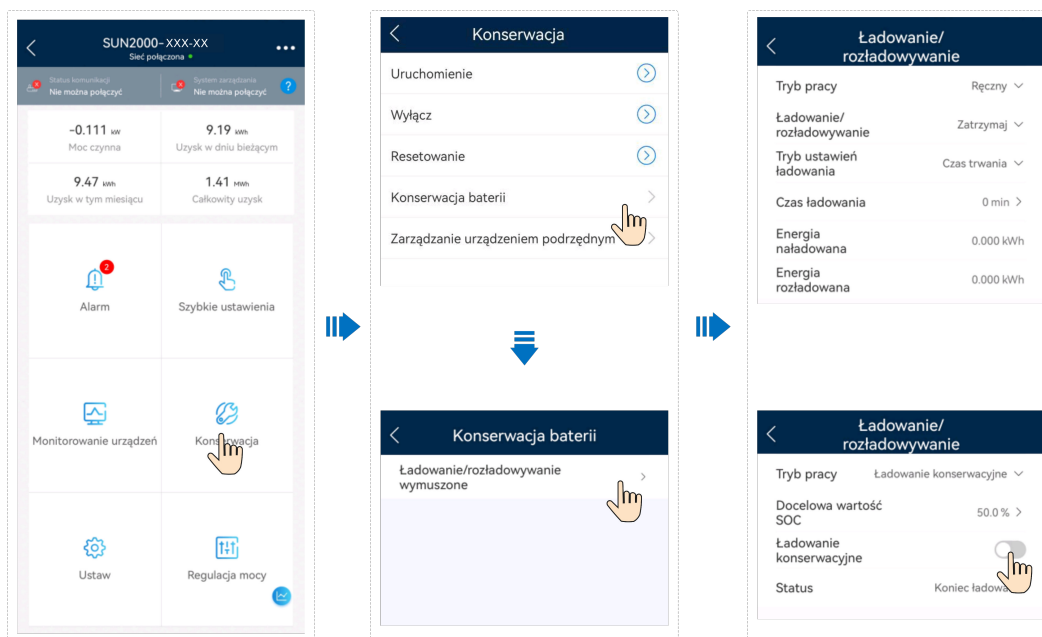 SUN2000-XXX-XX
Sieć połączona
Status komunikacji
Nie można połączyć
System zarządzania
Nie można połączyć
?
-0.111 kW
Moc czynna
9.19 kWh
Uzysk w dniu bieżącym
9.47 kWh
Uzysk w tym miesiącu
1.41 MWh
Całkowity uzysk
2
Alarm
Szybkie ustawienia
Monitorowanie urządzeń
Konserwacja
Ustaw
Regulacja mocy
Konserwacja
Uruchomienie
Wyłącz
Resetowanie
Konserwacja baterii
Zarządzanie urządzeniem podrzędnym
Konserwacja baterii
Ładowanie/rozładowywanie
wymuszone
Ładowanie/
rozładowywanie
Tryb pracy Ręczny
Ładowanie/
rozładowywanie
Zatrzymaj
Tryb ustawień
ładowania
Czas trwania
Czas ładowania 0 min
Energia
naładowana
0.000 kWh
Energia
rozładowana
0.000 kWh
Ładowanie/
rozładowywanie
Tryb pracy Ładowanie konserwacyjne
Docelowa wartość
SOC
50.0 %
Ładowanie
konserwacyjne
Status Koniec ładowa